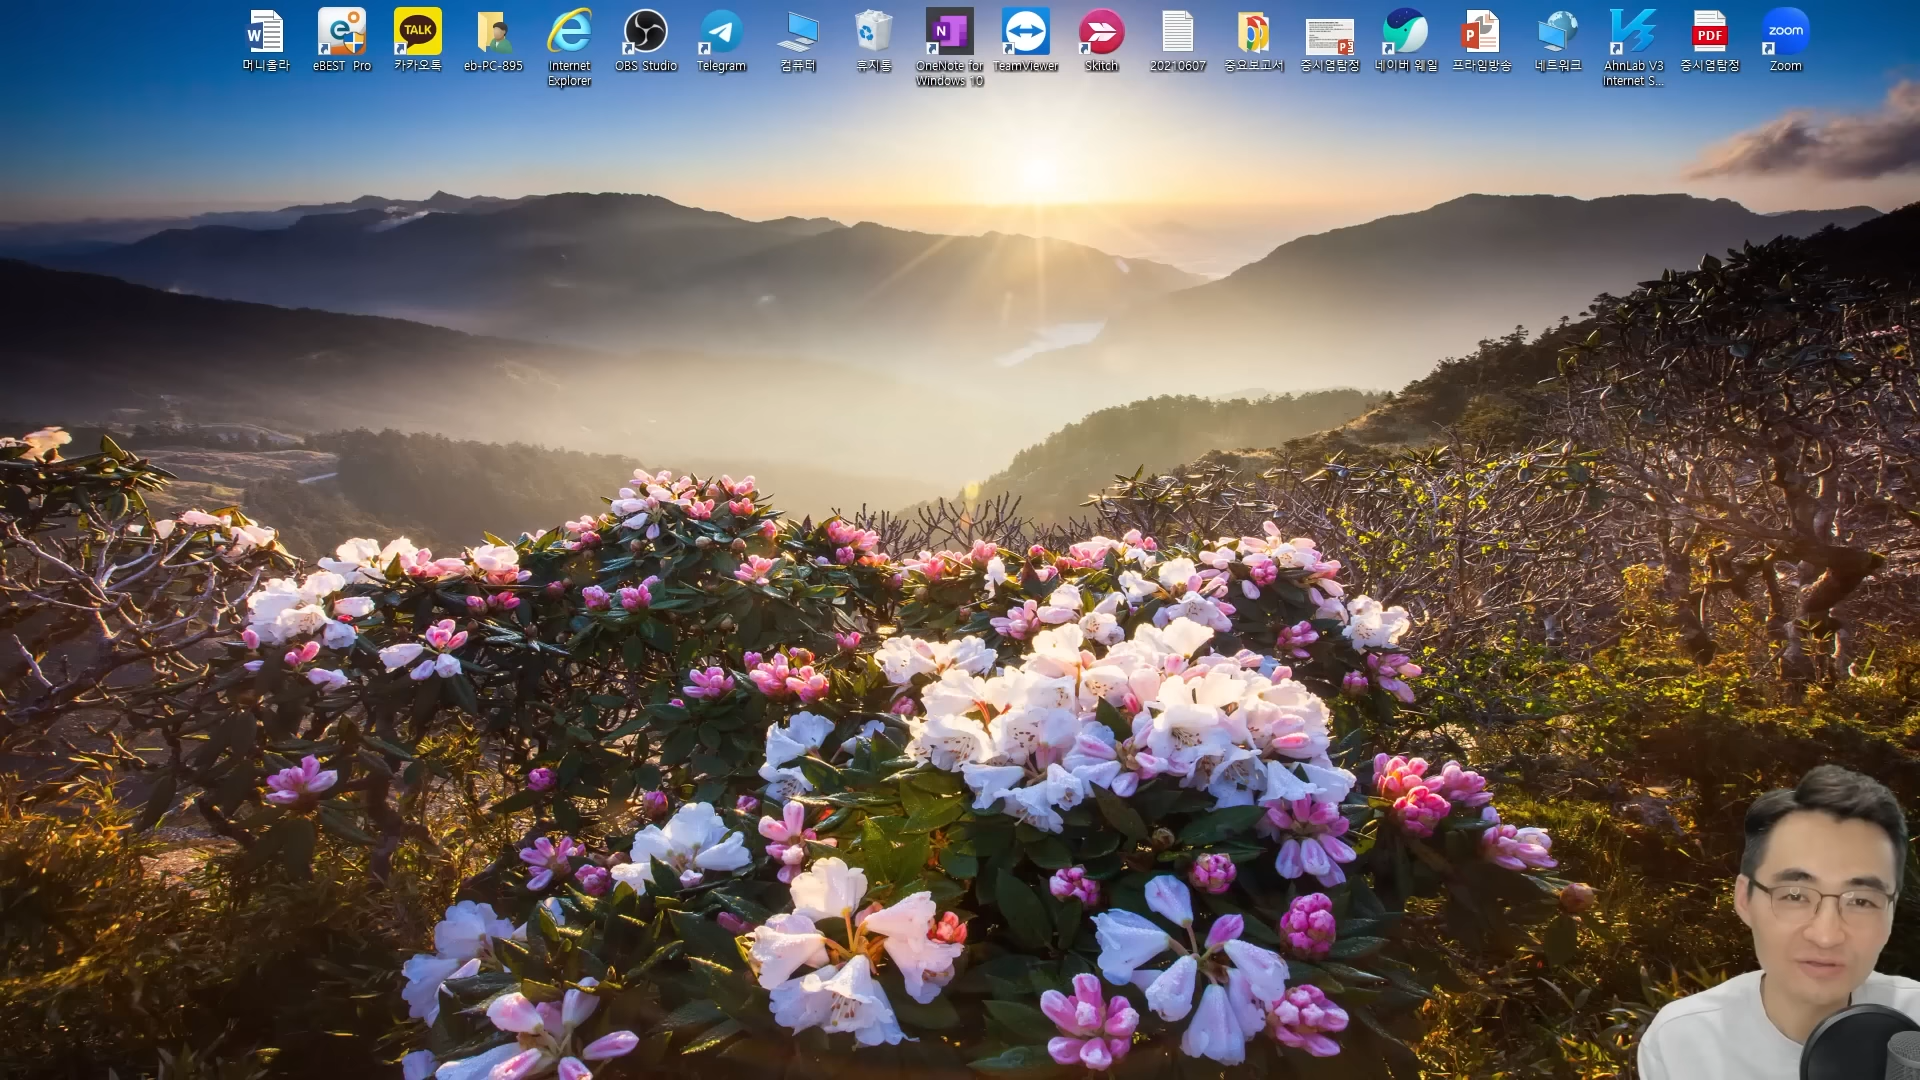 머니올라
eBEST Pro
TALK
카카오톡
eb-PC-895
Internet
Explorer
OBS Studio
Telegram
컴퓨터
휴지통
N
OneNote for
Windows 10
TeamViewer
Skitch
20210607
중요보고서
증시염탐정
네이버 웨일
프라임방송
네트워크
AhnLab V3
Internet S...
PDF
증시염탐정
zoom
Zoom